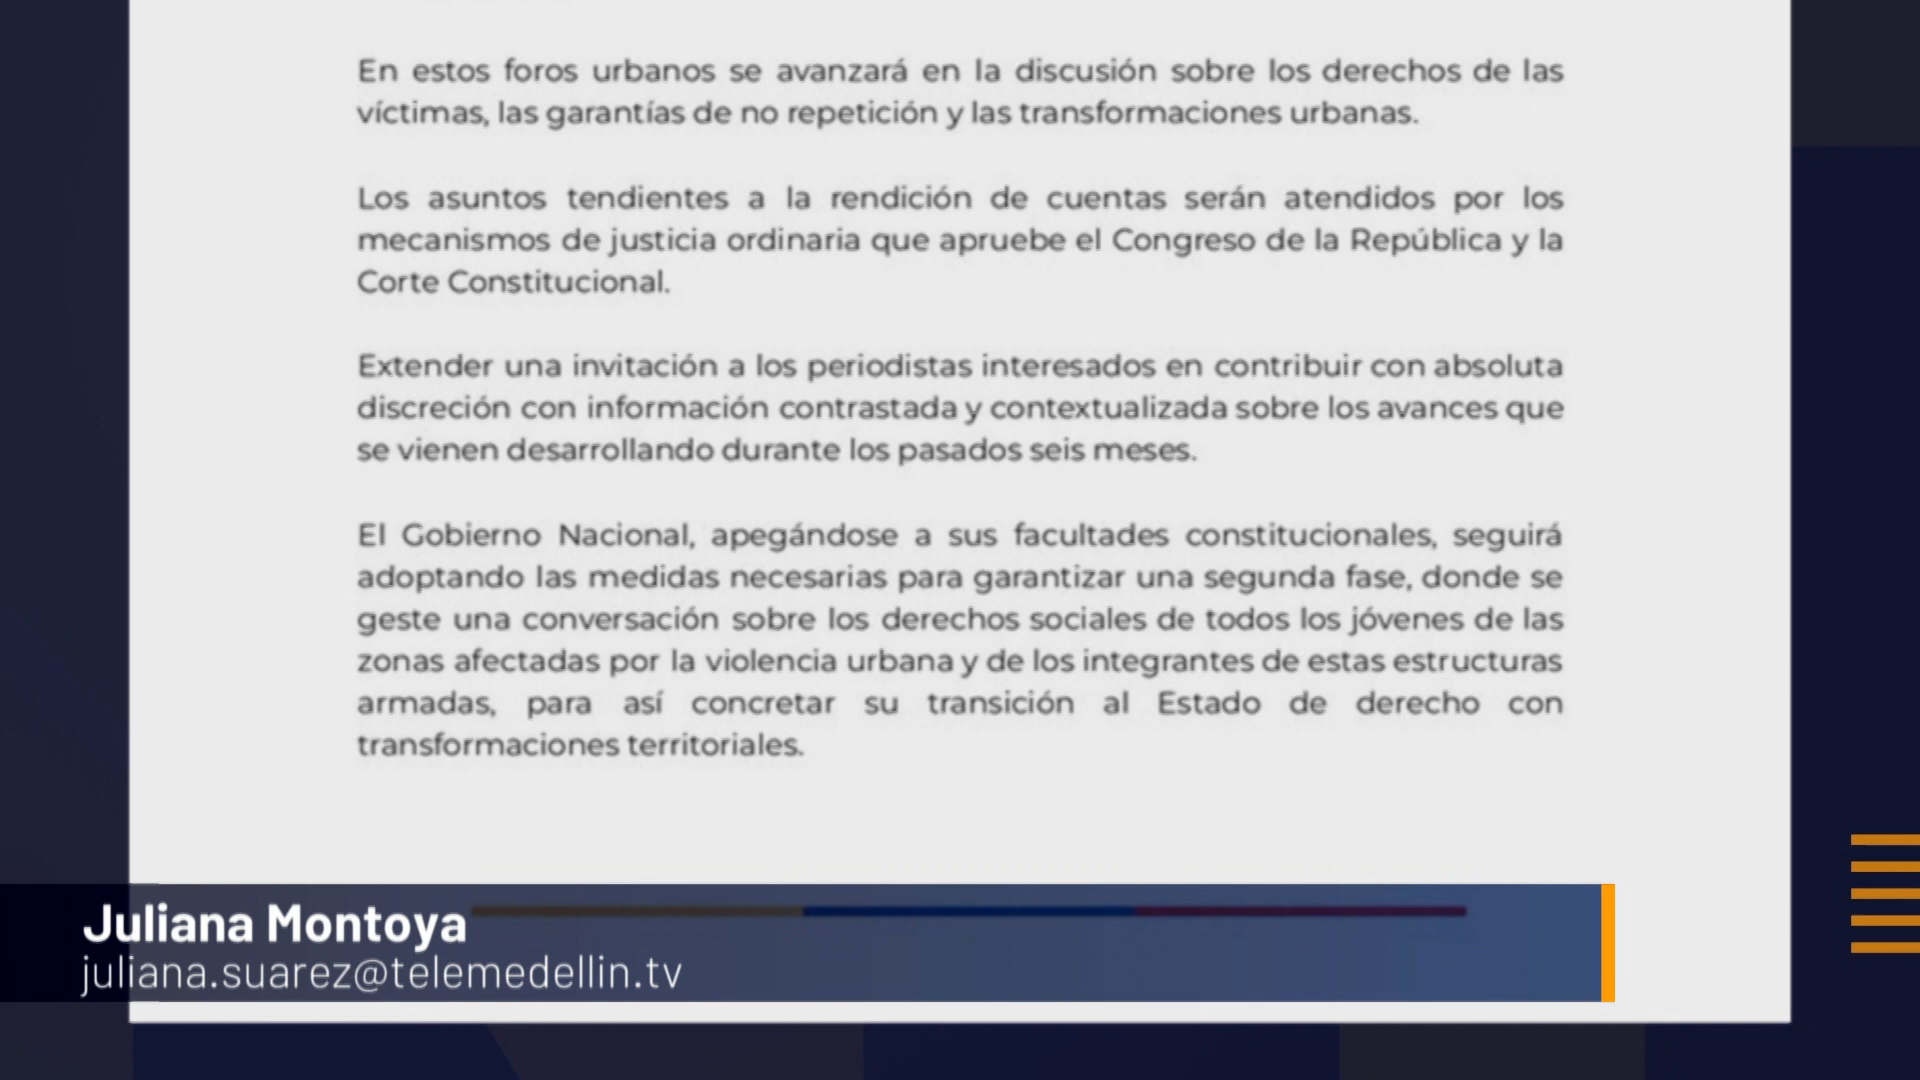 En estos foros urbanos se avanzará en la discusión sobre los derechos de las
víctimas, las garantías de no repetición y las transformaciones urbanas.
Los asuntos tendientes a la rendición de cuentas serán atendidos por los
mecanismos de justicia ordinaria que apruebe el Congreso de la República y la
Corte Constitucional.
Extender una invitación a los periodistas interesados en contribuir con absoluta
discreción con información contrastada y contextualizada sobre los avances que
se vienen desarrollando durante los pasados seis meses.
El Gobierno Nacional, apegándose a sus facultades constitucionales, seguirá
adoptando las medidas necesarias para garantizar una segunda fase, donde se
geste una conversación sobre los derechos sociales de todos los jóvenes de las
zonas afectadas por la violencia urbana y de los integrantes de estas estructuras
armadas, para así concretar su transición al Estado de derecho con
transformaciones territoriales.
Juliana Montoya
juliana.suarez@telemedellin.tv